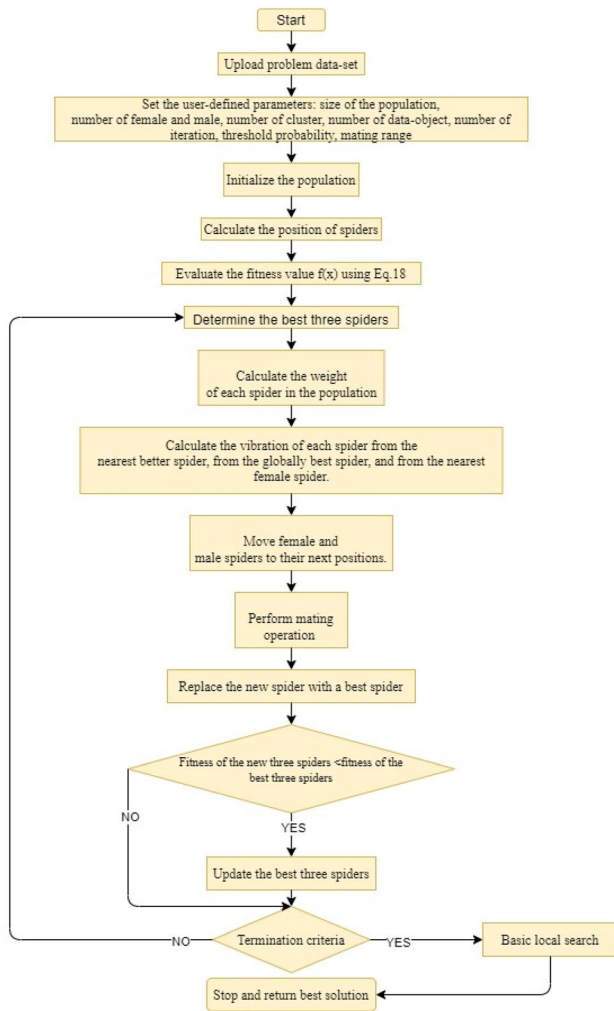 Start
Upload problem data-set
Set the user-defined parameters: size of the population,
number of female and male, number of cluster, number of data-object, number of
iteration, threshold probability, mating range
Initialize the population
Calculate the position of spiders
Evaluate the fitness value f(x) using Eq.18
Determine the best three spiders
Calculate the weight
of each spider in the population
Calculate the vibration of each spider from the
nearest better spider, from the globally best spider, and from the nearest
female spider.
Move female and
male spiders to their next positions.
Perform mating
operation
Replace the new spider with a best spider
Fitness of the new three spiders <fitness of the
best three spiders
NO
YES
Update the best three spiders
NO
Termination criteria
YES
Basic local search
Stop and return best solution